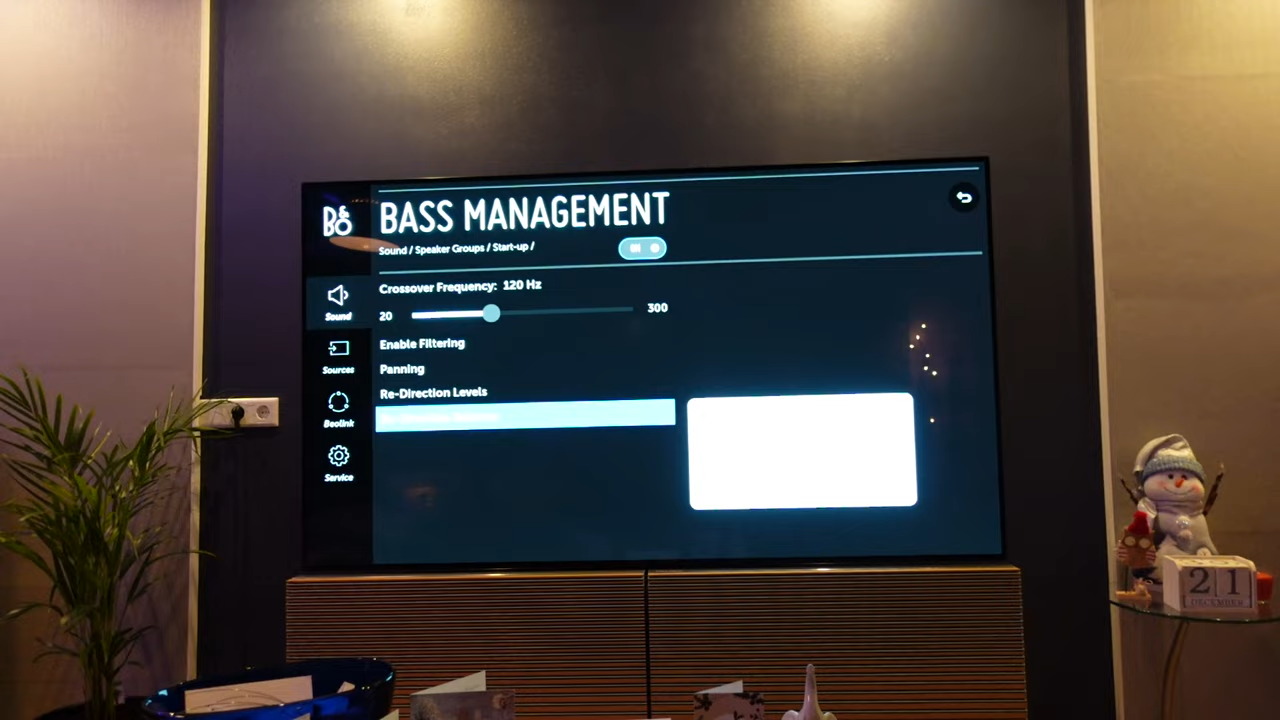 B&O
BASS MANAGEMENT
Sound / Speaker Groups / Start-up /
Crossover Frequency: 120 Hz
20
300
Enable Filtering
Panning
Re-Direction Levels
Sound
Sources
Beolink
Service
21
DECEMBER